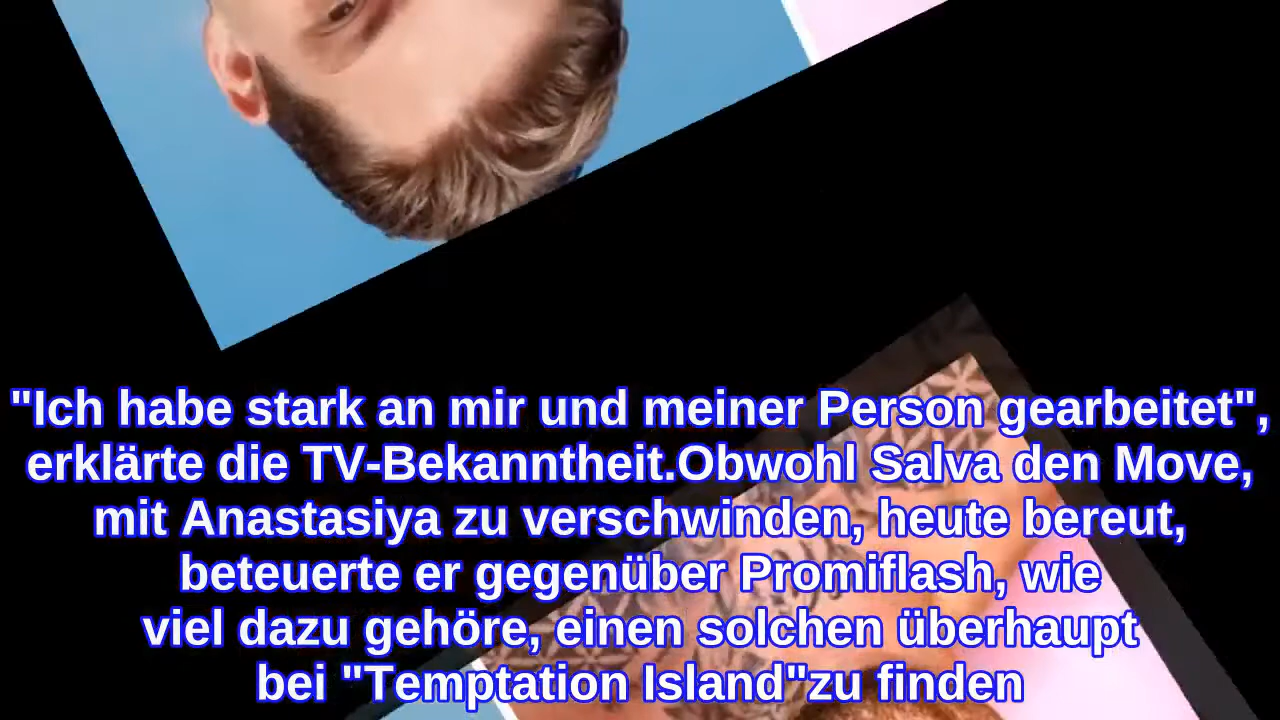 "Ich habe stark an mir und meiner Person gearbeitet",
erklärte die TV-Bekanntheit.Obwohl Salva den Move,
mit Anastasiya zu verschwinden, heute bereut,
beteuerte er gegenüber Promiflash, wie
viel dazu gehöre, einen solchen überhaupt
bei "Temptation Island"zu finden